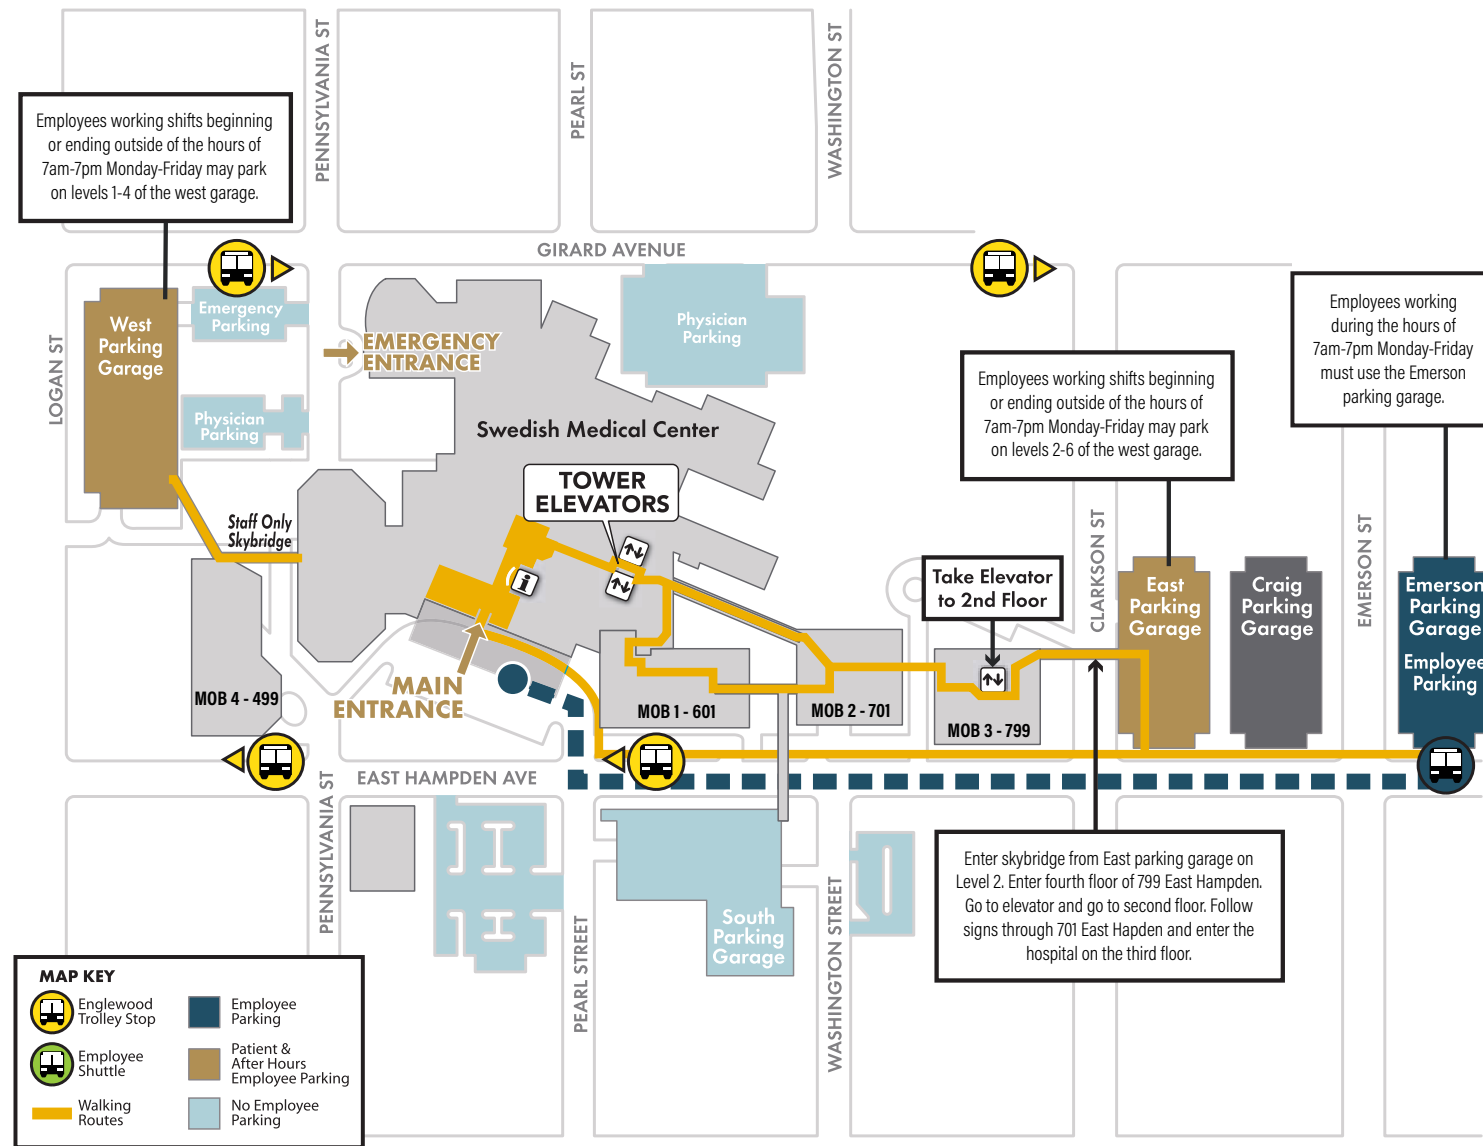 PENNSYLVANIA ST
PEARL ST
WASHINGTON ST
Employees working shifts beginning
or ending outside of the hours of
7am-7pm Monday-Friday may park
on levels 1-4 of the west garage.
GIRARD AVENUE
LOGAN ST
West
Parking
Garage
Emergency
Parking
Physician
Parking
EMERGENCY
ENTRANCE
Physician
Parking
Swedish Medical Center
TOWER
ELEVATORS
Staff Only
Skybridge
i
Employees working shifts beginning
or ending outside of the hours of
7am-7pm Monday-Friday may park
on levels 2-6 of the west garage.
Employees working
during the hours of
7am-7pm Monday-Friday
must use the Emerson
parking garage.
CLARKSON ST
EMERSON ST
Take Elevator
to 2nd Floor
East
Parking
Garage
Craig
Parking
Garage
Emerson
Parking
Garage
Employee
Parking
MAIN
ENTRANCE
MOB 4 - 499
MOB 1 - 601
MOB 2 - 701
MOB 3 - 799
EAST HAMPDEN AVE
PENNSYLVANIA ST
PEARL STREET
WASHINGTON STREET
South
Parking
Garage
Enter skybridge from East parking garage on
Level 2. Enter fourth floor of 799 East Hampden.
Go to elevator and go to second floor. Follow
signs through 701 East Hapden and enter the
hospital on the third floor.
MAP KEY
Englewood
Trolley Stop
Employee
Shuttle
Walking
Routes
Employee
Parking
Patient &
After Hours
Employee Parking
No Employee
Parking